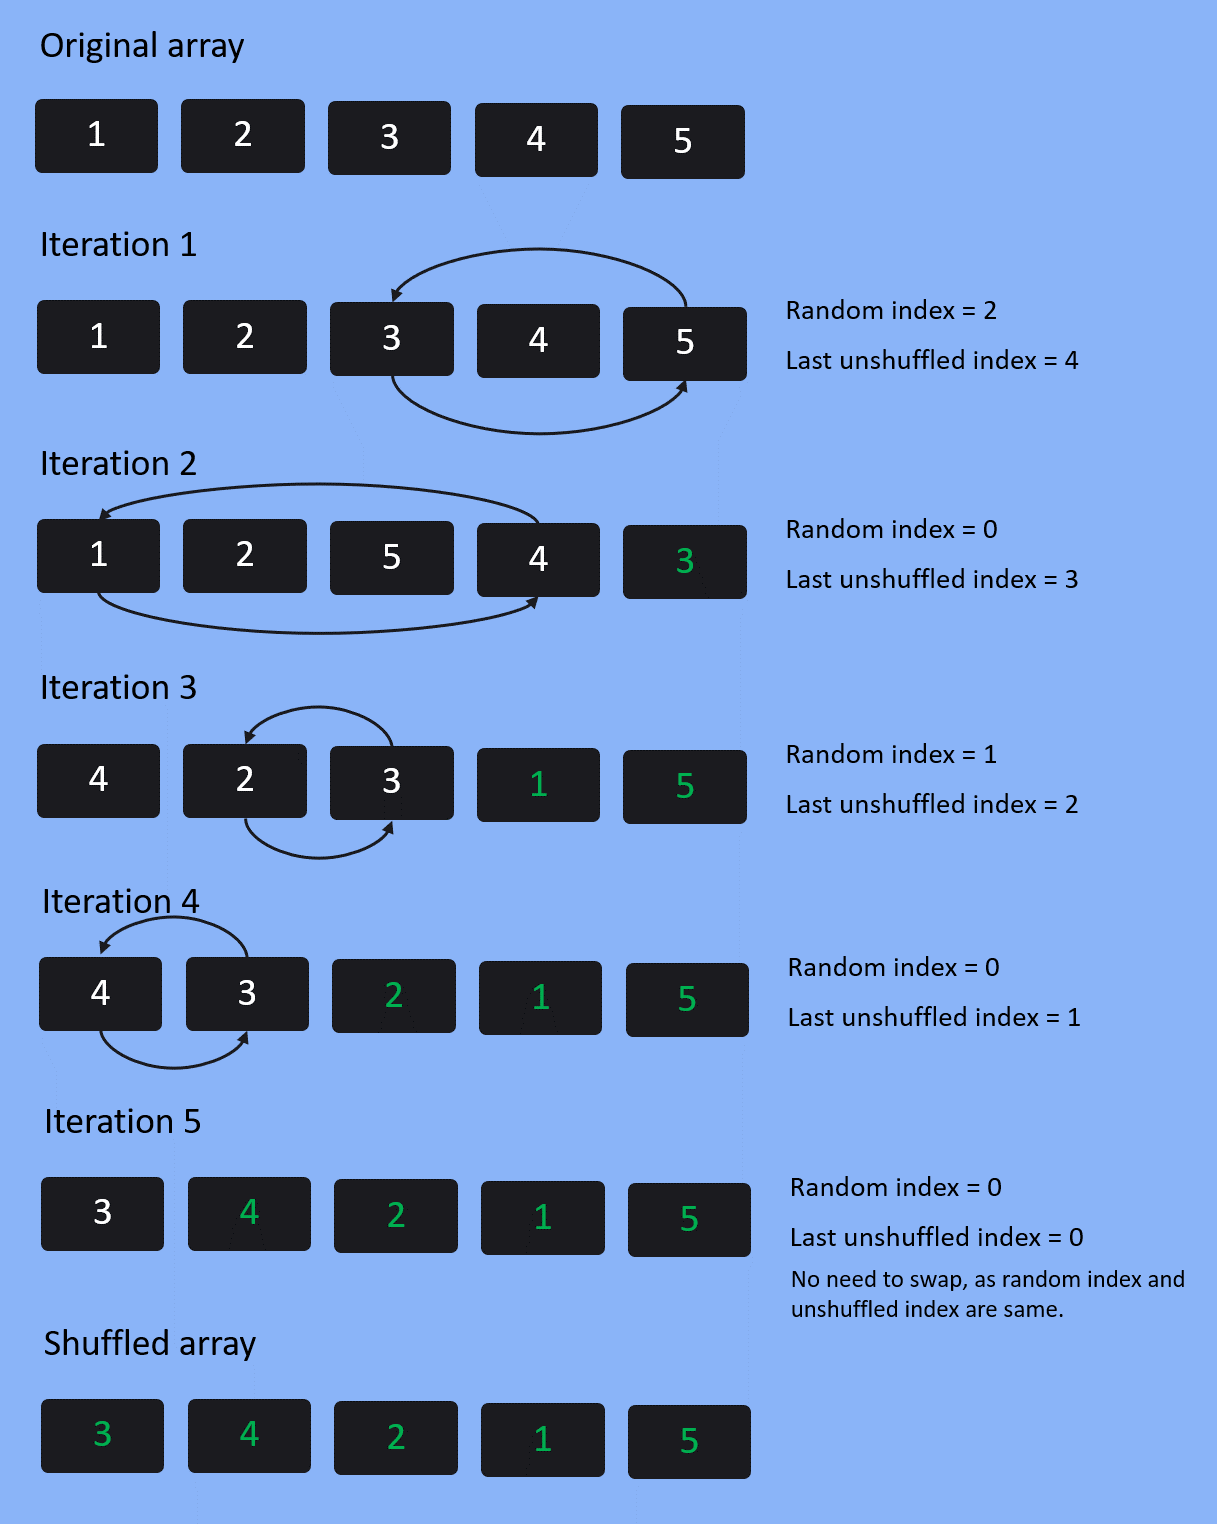 Original array
1 2 3 4 5
Iteration 1
1 2 3 4 5
Random index = 2
Last unshuffled index = 4
Iteration 2
1 2 5 4 3
Random index = 0
Last unshuffled index = 3
Iteration 3
4 2 3 1 5
Random index = 1
Last unshuffled index = 2
Iteration 4
4 3 2 1 5
Random index = 0
Last unshuffled index = 1
Iteration 5
3 4 2 1 5
Random index = 0
Last unshuffled index = 0
No need to swap, as random index and
unshuffled index are same.
Shuffled array
3 4 2 1 5